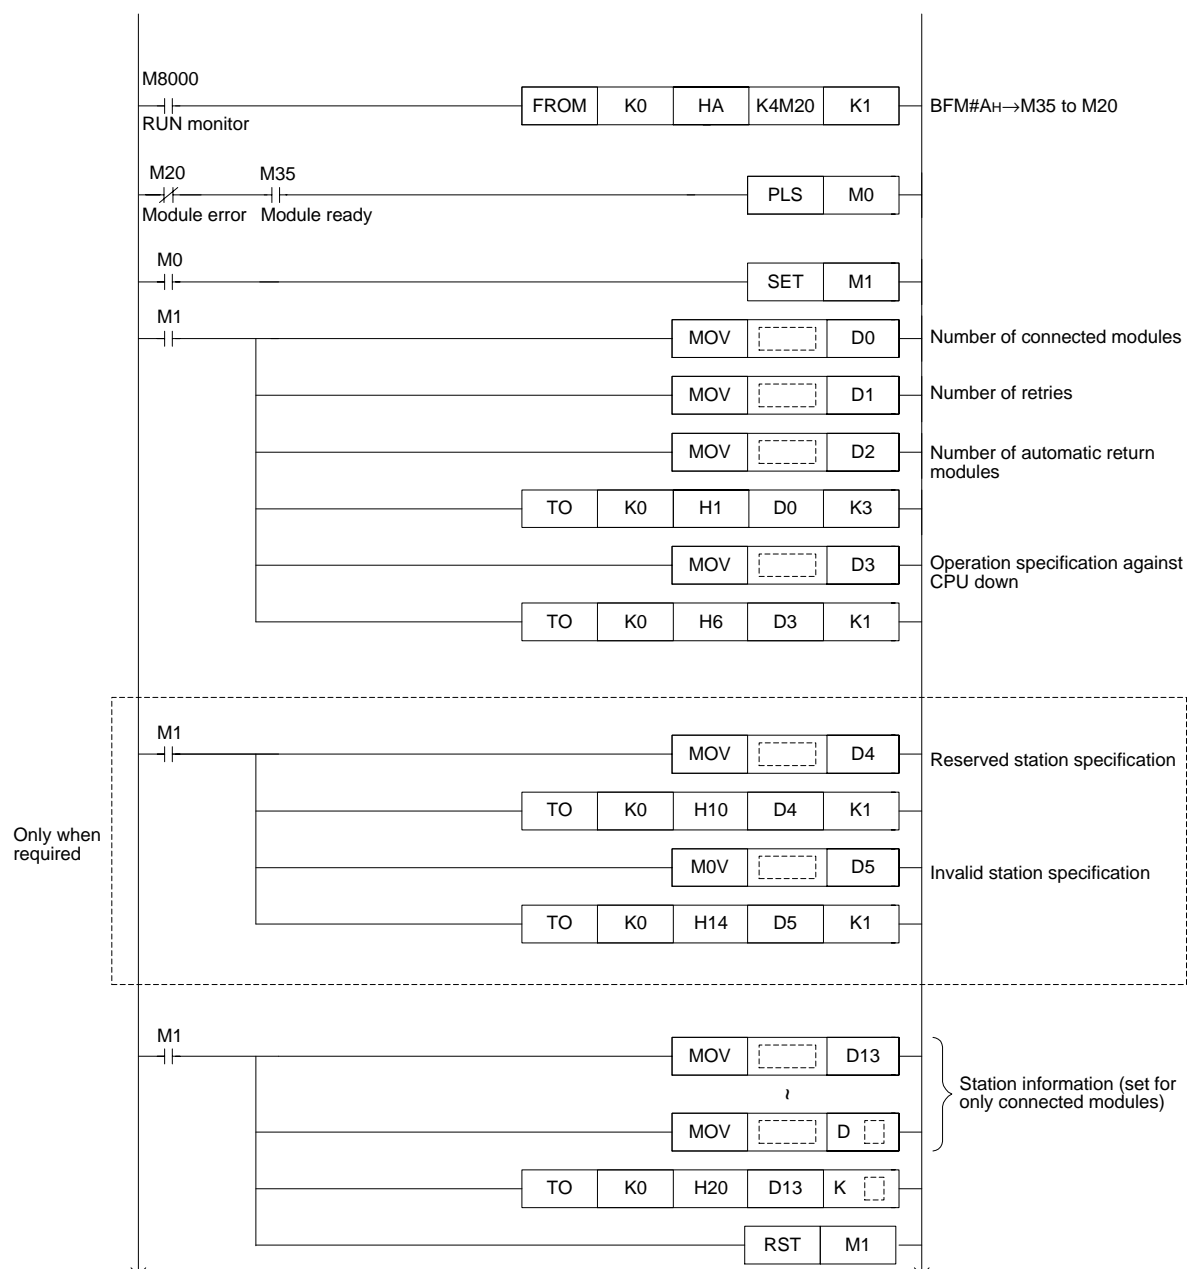 M8000
FROM K0 HA K4M20 K1 BFM#AH→M35 to M20
RUN monitor
M20 M35
PLS M0
Module error Module ready
M0
SET M1
M1
MOV D0 Number of connected modules
MOV D1 Number of retries
MOV D2 Number of automatic return
modules
TO K0 H1 D0 K3
MOV D3 Operation specification against
CPU down
TO K0 H6 D3 K1
M1
MOV D4 Reserved station specification
TO K0 H10 D4 K1
Only when
required
M0V D5 Invalid station specification
TO K0 H14 D5 K1
M1
MOV D13
Station information (set for
only connected modules)
MOV D
TO K0 H20 D13 K
RST M1